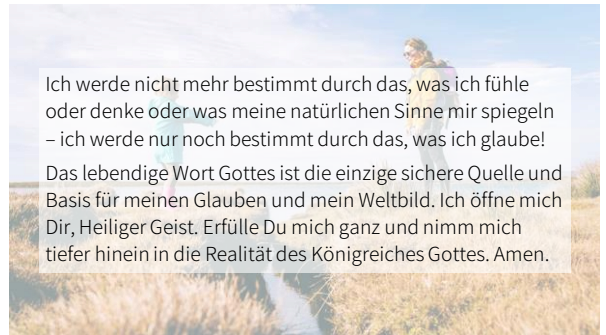 Ich werde nicht mehr bestimmt durch das, was ich fühle
oder denke oder was meine natürlichen Sinne mir spiegeln
– ich werde nur noch bestimmt durch das, was ich glaube!
Das lebendige Wort Gottes ist die einzige sichere Quelle und
Basis für meinen Glauben und mein Weltbild. Ich öffne mich
Dir, Heiliger Geist. Erfülle Du mich ganz und nimm mich
tiefer hinein in die Realität des Königreiches Gottes. Amen.